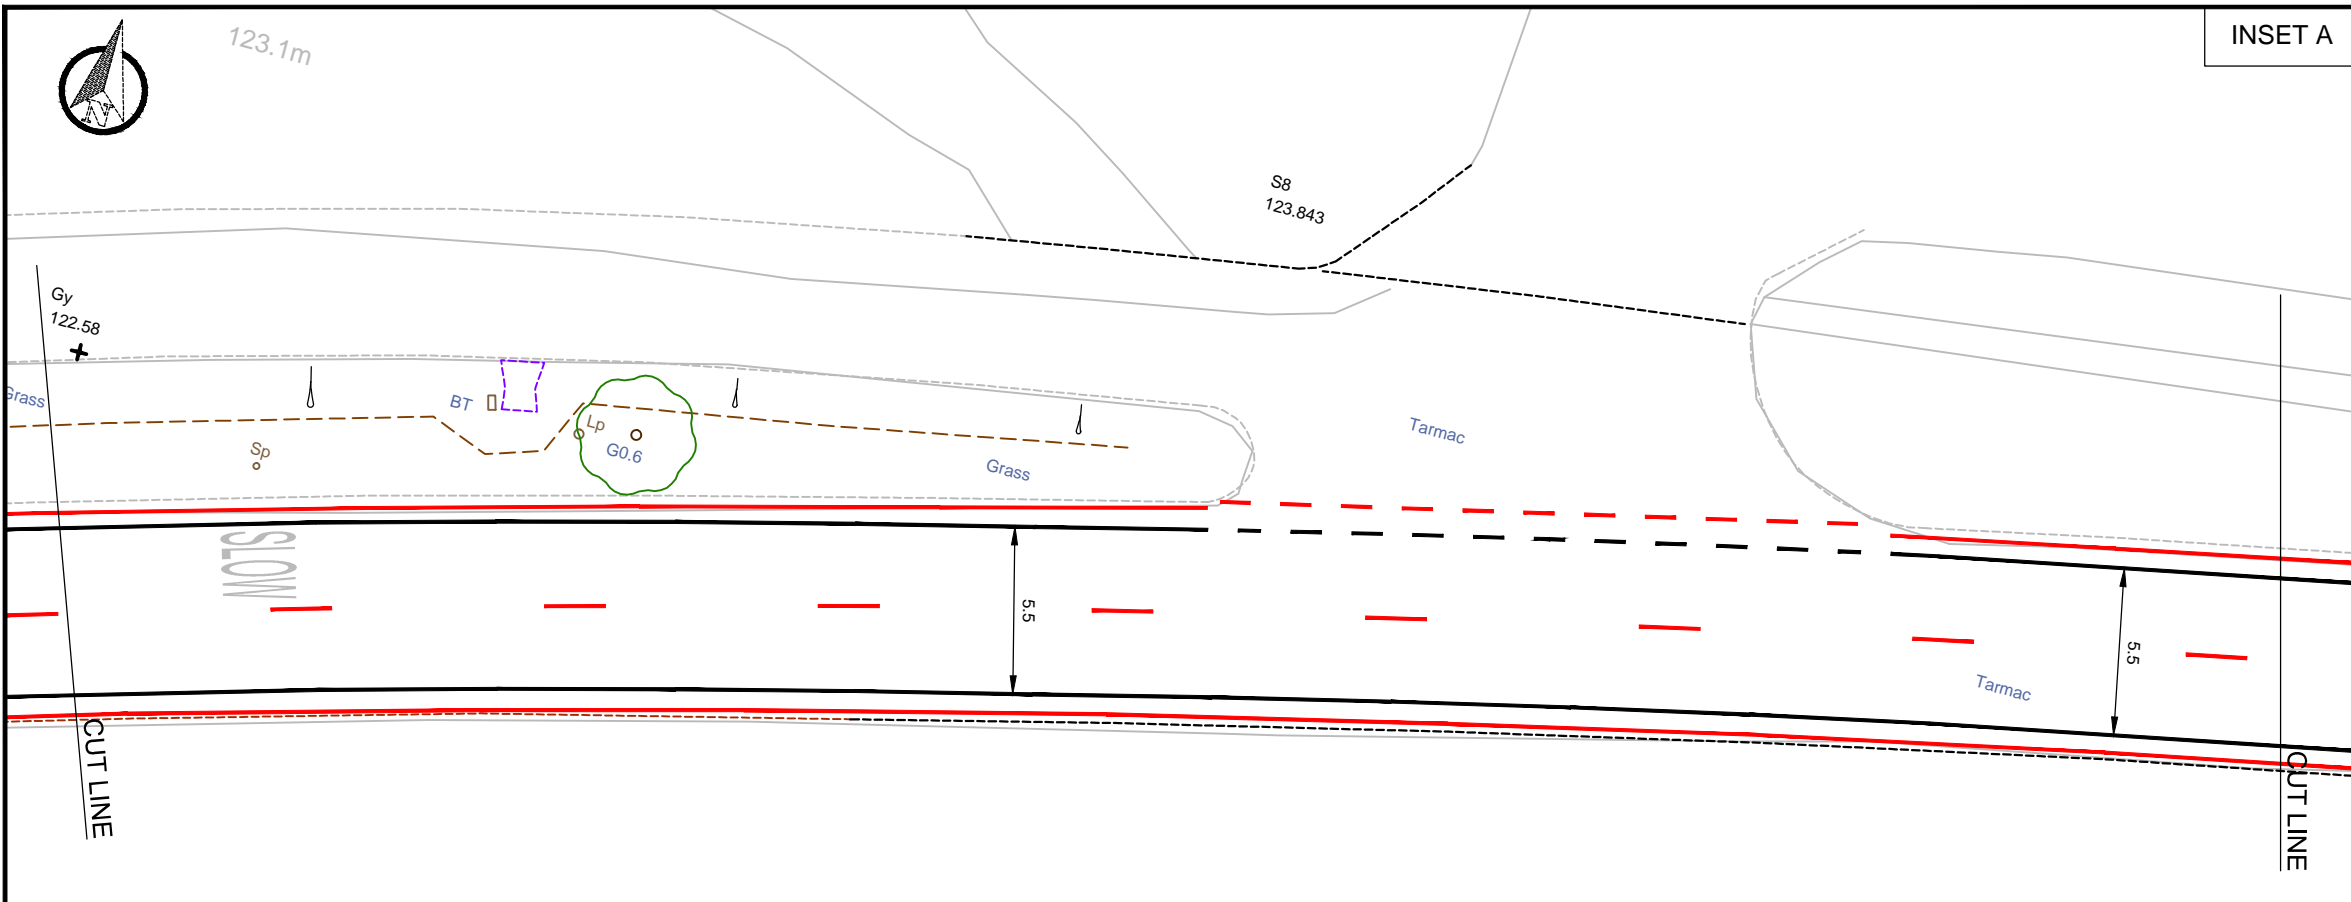 INSET A
123.1m
N
S8
123.843
Gy
122.58
Grass
BT
Lp
G0.6
Sp
Grass
Tarmac
SLOW
5.5
5.5
Tarmac
CUT LINE
CUT LINE